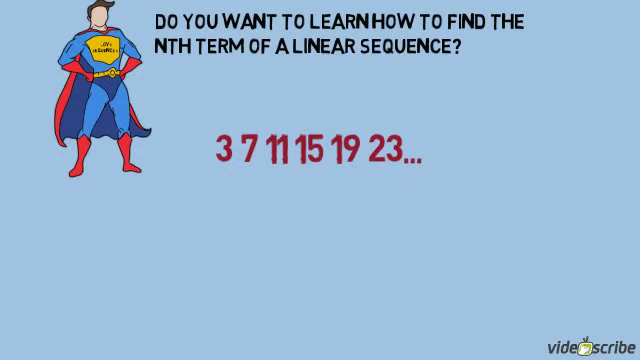 DO YOU WANT TO LEARN HOW TO FIND THE
NTH TERM OF A LINEAR SEQUENCE?
3 7 11 15 19 23...
videoscribe